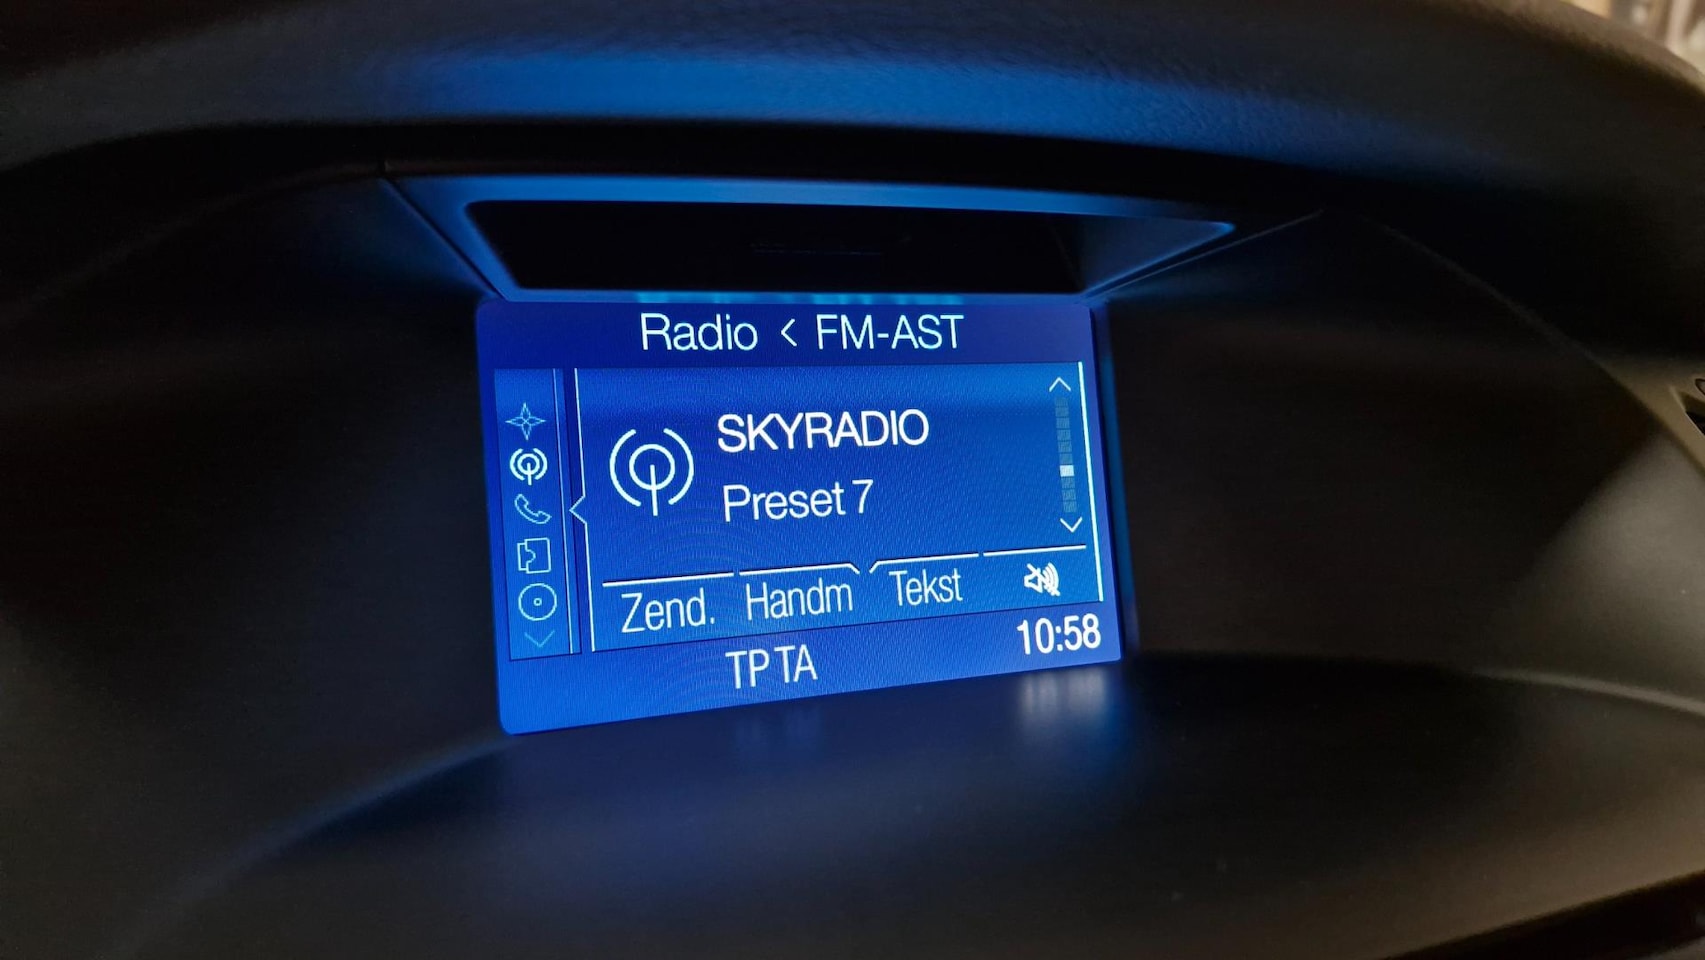 Radio < FM-AST
SKYRADIO
Preset 7
Zend. Handm Tekst
10:58
TP TA